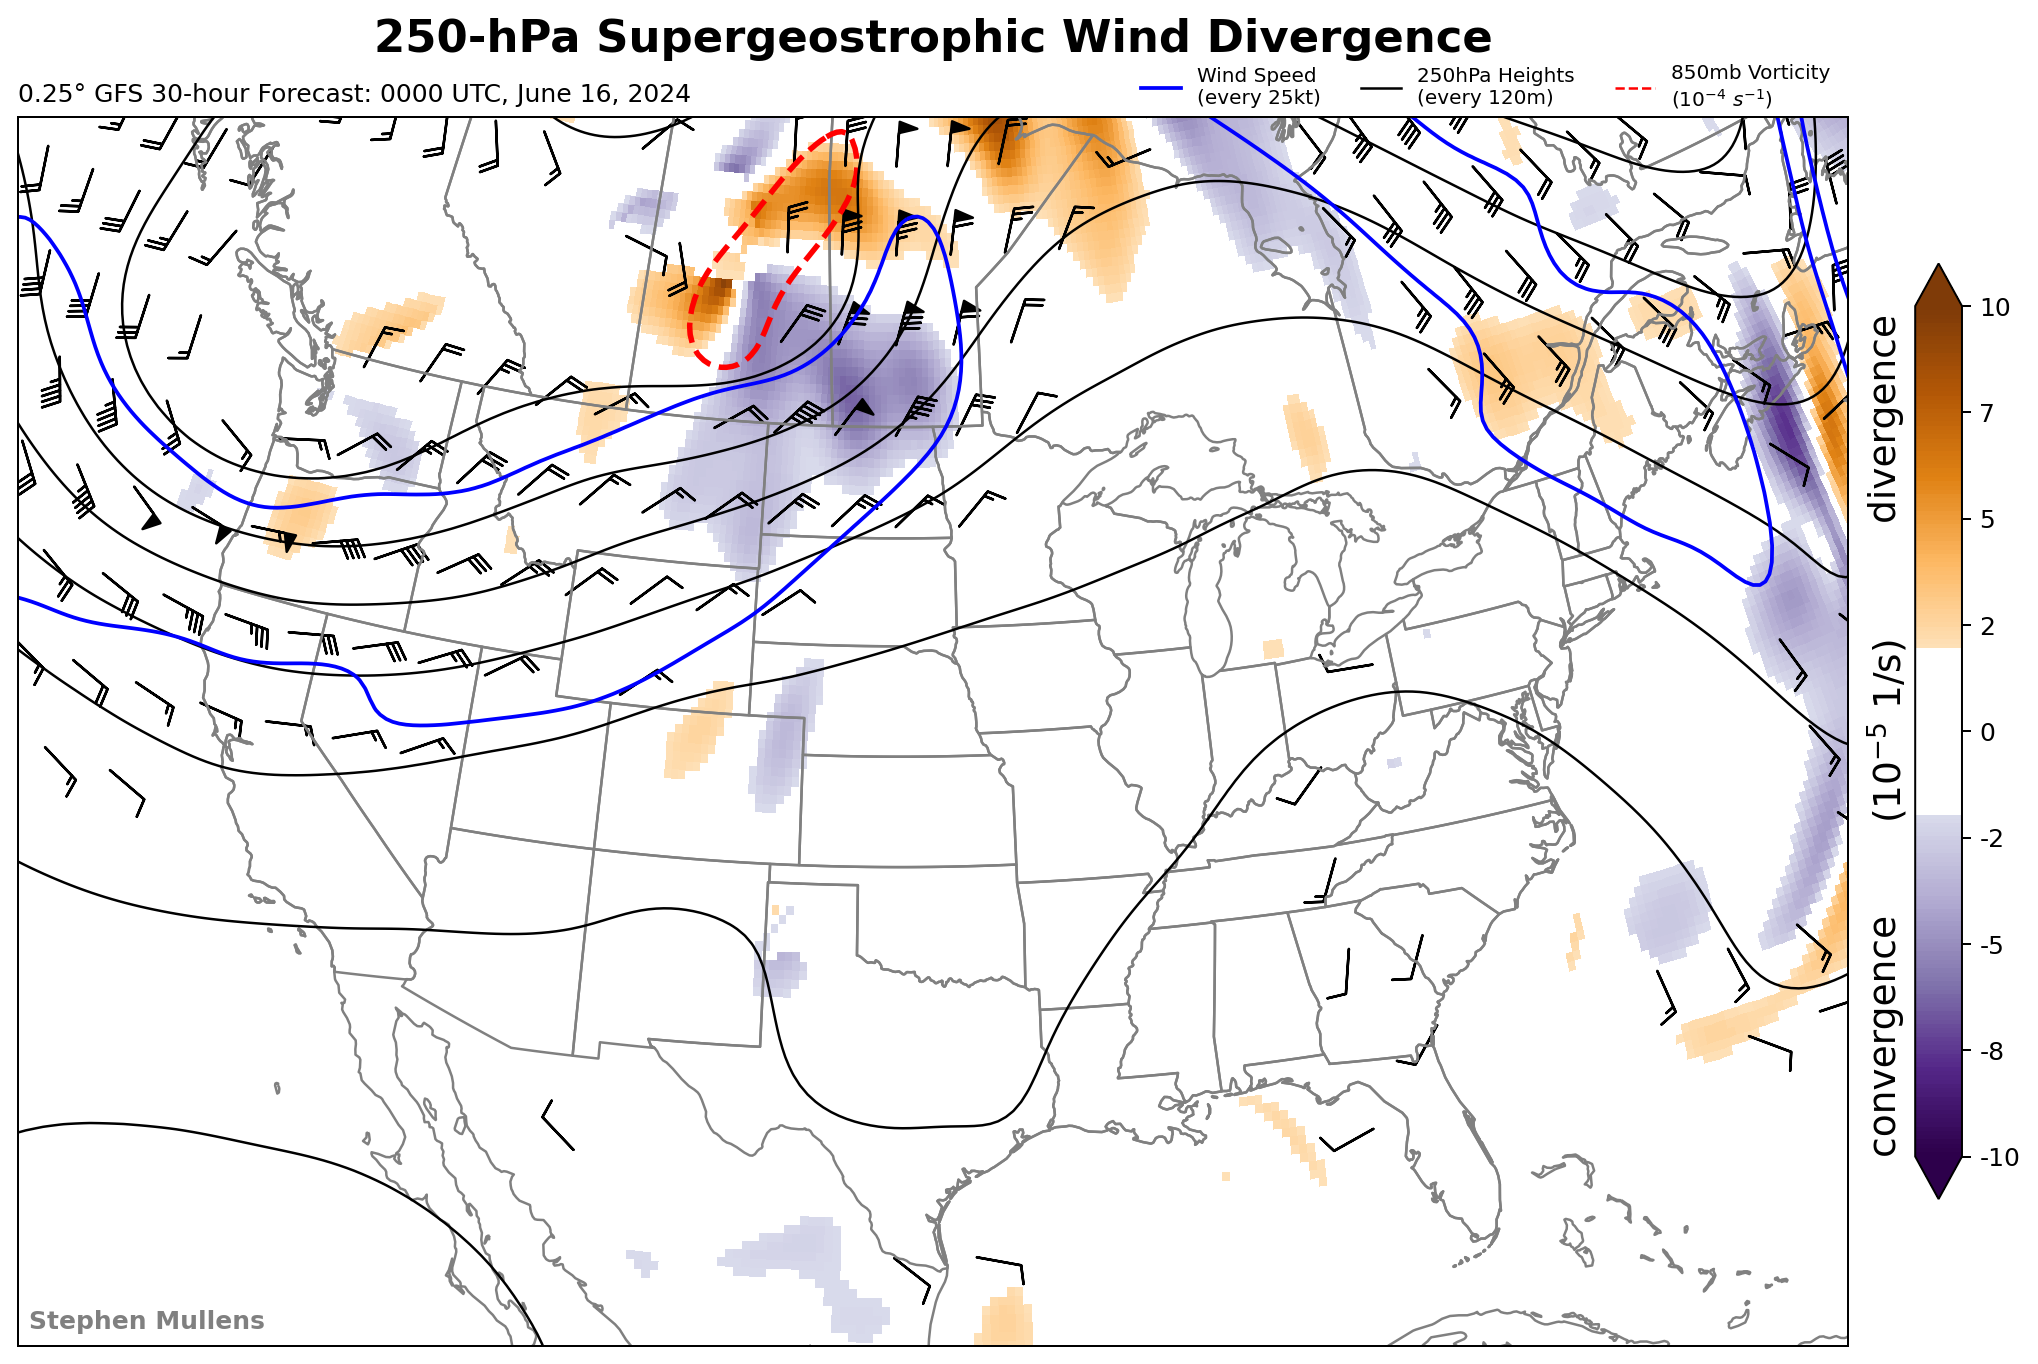 250-hPa Supergeostrophic Wind Divergence
0.25° GFS 30-hour Forecast: 0000 UTC, June 16, 2024
Wind Speed
(every 25kt)
250hPa Heights
(every 120m)
850mb Vorticity
(10⁻⁴ s⁻¹)
10
7
5
2
0
-2
-5
-8
-10
convergence (10⁻⁵ 1/s) divergence
Stephen Mullens